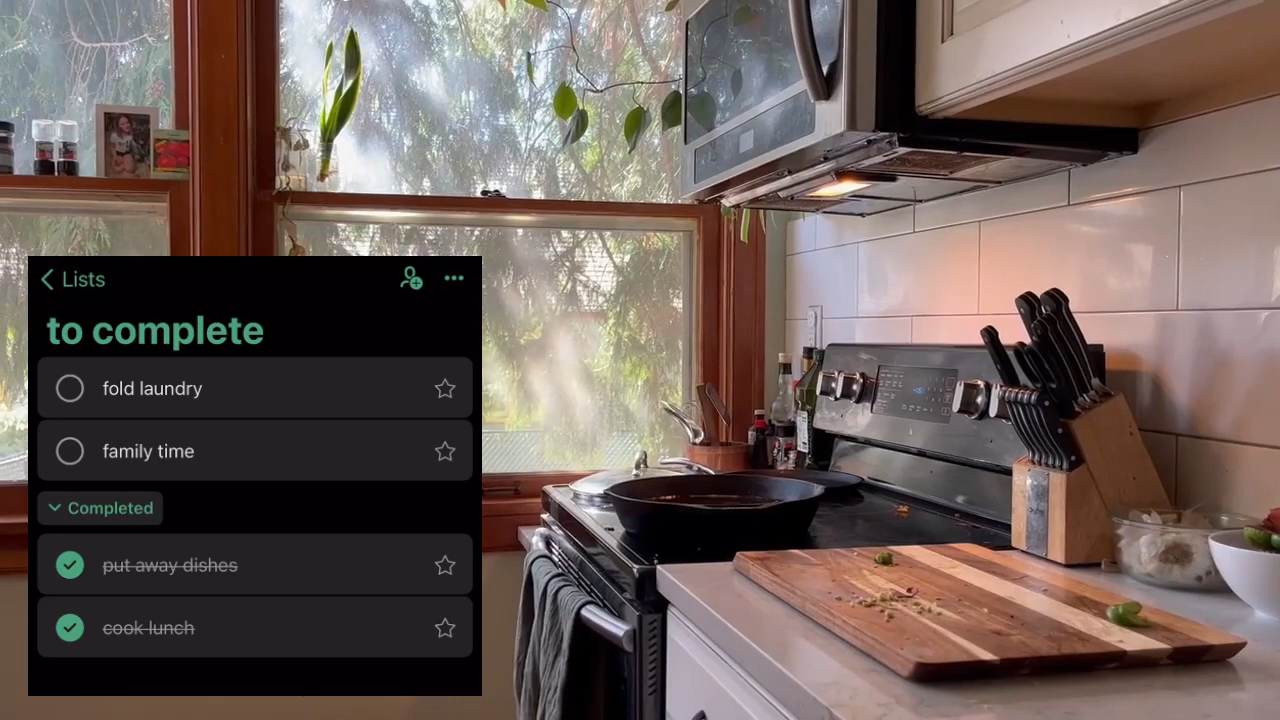 Lists
to complete
fold laundry
family time
Completed
put away dishes
cook lunch